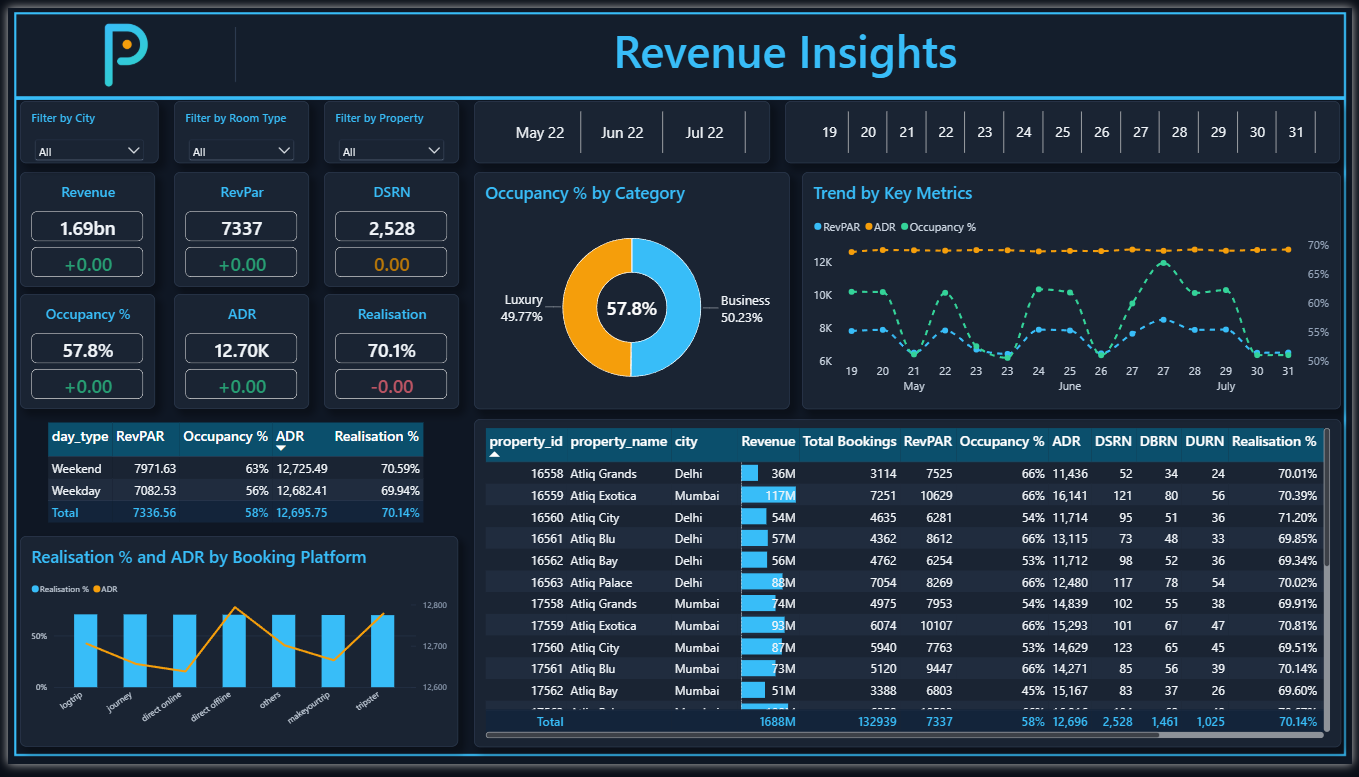 Revenue Insights
Filter by City
All
Filter by Room Type
All
Filter by Property
All
May 22 Jun 22 Jul 22
19 20 21 22 23 24 25 26 27 28 29 30 31
Revenue
1.69bn
+0.00
RevPar
7337
+0.00
DSRN
2,528
0.00
Occupancy %
57.8%
+0.00
ADR
12.70K
+0.00
Realisation
70.1%
-0.00
Occupancy % by Category
Luxury
49.77%
57.8%
Business
50.23%
Trend by Key Metrics
RevPAR ADR Occupancy %
12K
10K
8K
6K
70%
65%
60%
55%
50%
19 20 21 22 23 23 24 25 26 27 27 28 29 30 31
May June July
day_type RevPAR Occupancy % ADR Realisation %
Weekend 7971.63 63% 12,725.49 70.59%
Weekday 7082.53 56% 12,682.41 69.94%
Total 7336.56 58% 12,695.75 70.14%
Realisation % and ADR by Booking Platform
Realisation % ADR
50%
0%
12,800
12,700
12,600
logtrip journey direct online direct offline others makeyourtrip tripster
property_id property_name city Revenue Total Bookings RevPAR Occupancy % ADR DSRN DBRN DURN Realisation %
16558 Atliq Grands Delhi 36M 3114 7525 66% 11,436 52 34 24 70.01%
16559 Atliq Exotica Mumbai 117M 7251 10629 66% 16,141 121 80 56 70.39%
16560 Atliq City Delhi 54M 4635 6281 54% 11,714 95 51 36 71.20%
16561 Atliq Blu Delhi 57M 4362 8612 66% 13,115 73 48 33 69.85%
16562 Atliq Bay Delhi 56M 4762 6254 53% 11,712 98 52 36 69.34%
16563 Atliq Palace Delhi 88M 7054 8269 66% 12,480 117 78 54 70.02%
17558 Atliq Grands Mumbai 74M 4975 7953 54% 14,839 102 55 38 69.91%
17559 Atliq Exotica Mumbai 93M 6074 10107 66% 15,293 101 67 47 70.81%
17560 Atliq City Mumbai 87M 5940 7763 53% 14,629 123 65 45 69.51%
17561 Atliq Blu Mumbai 73M 5120 9447 66% 14,271 85 56 39 70.14%
17562 Atliq Bay Mumbai 51M 3388 6803 45% 15,167 83 37 26 69.60%
Total 1688M 132939 7337 58% 12,696 2,528 1,461 1,025 70.14%